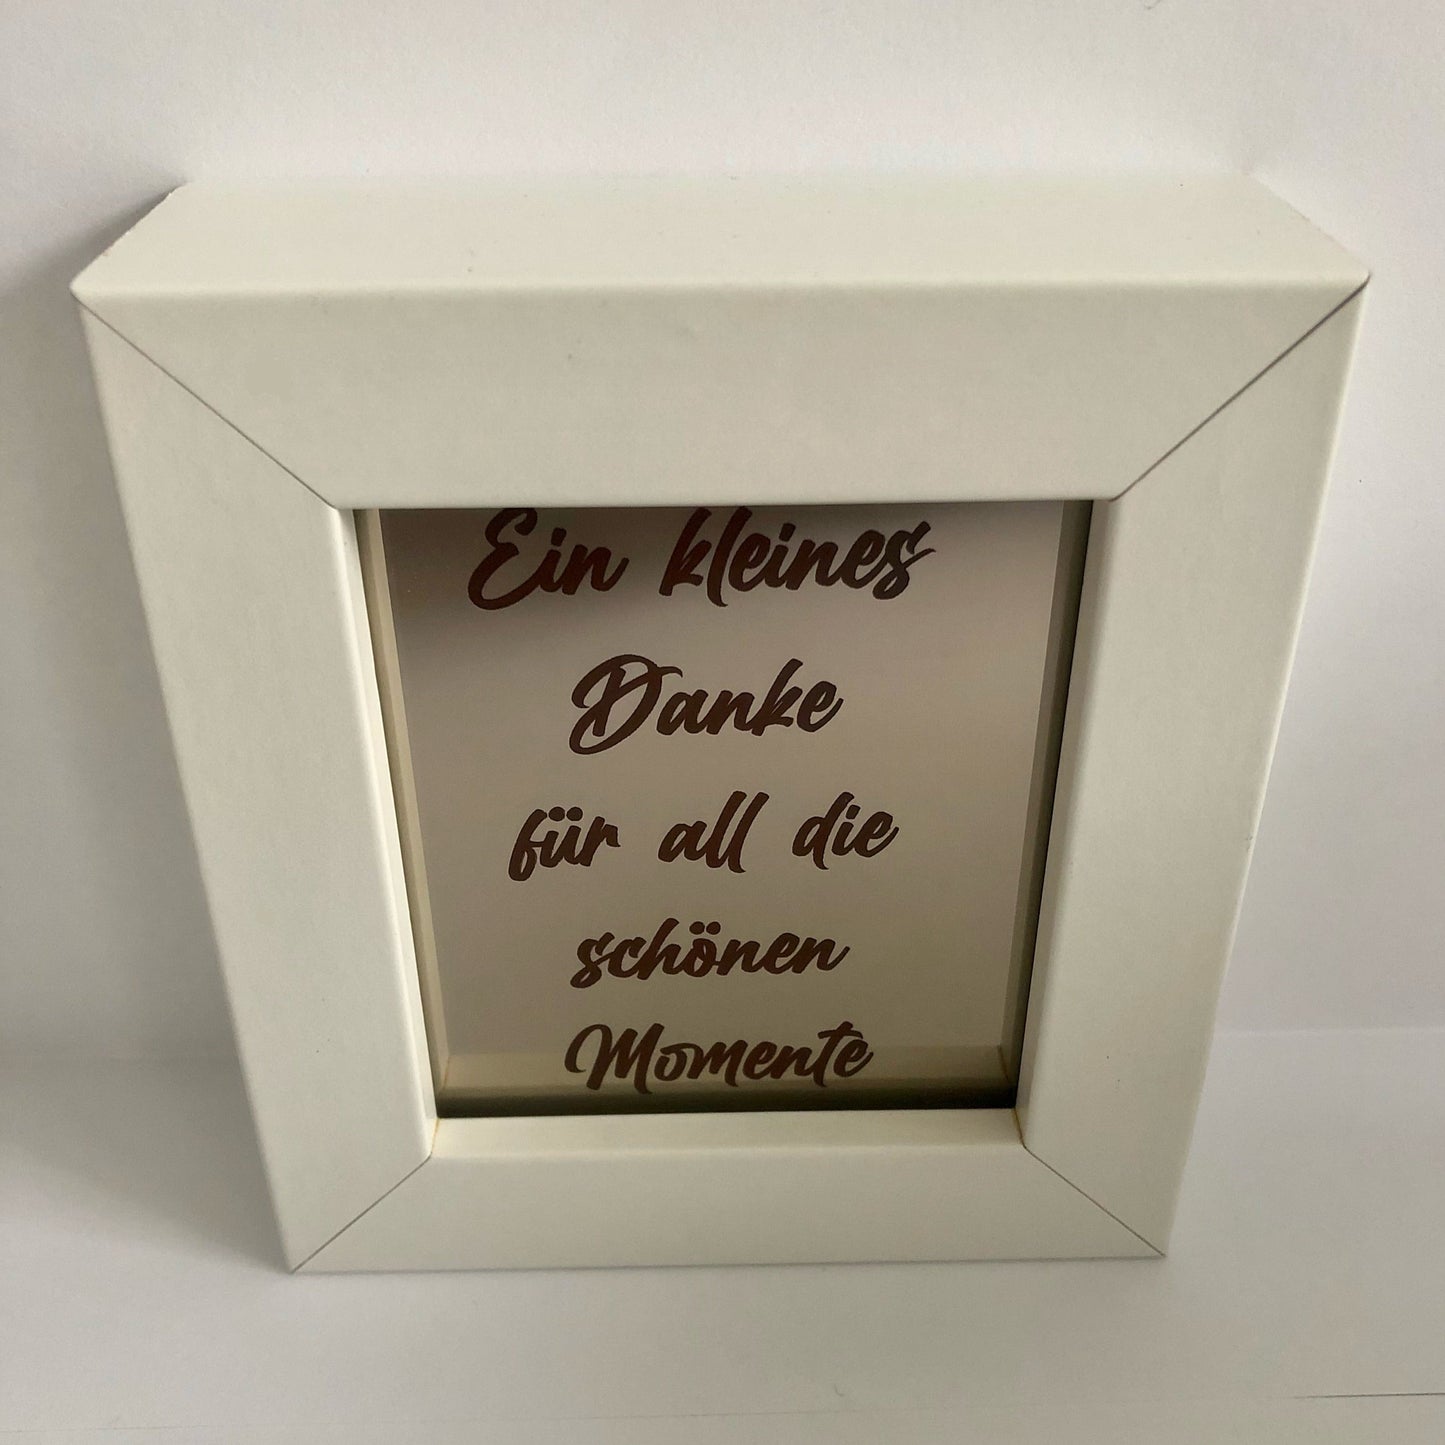 Ein kleines
Danke
für all die
schönen
Momente